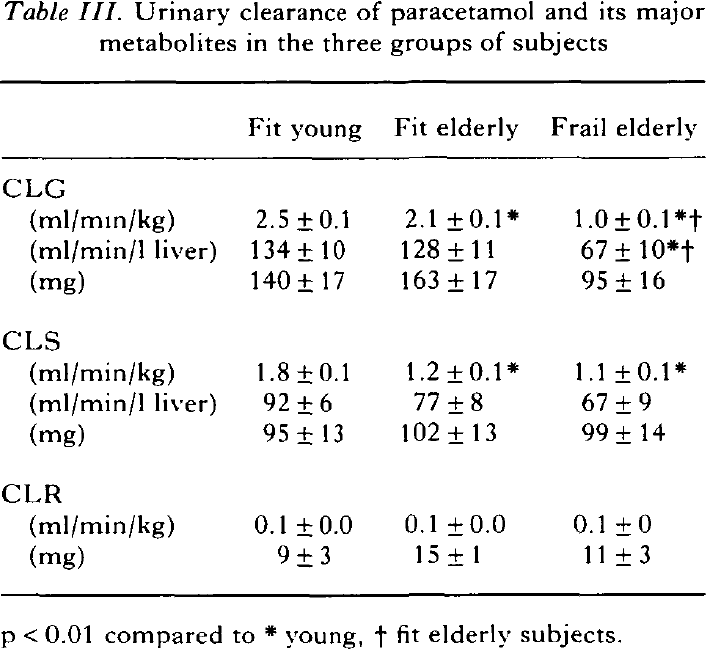 Table III. Urinary clearance of paracetamol and its major
metabolites in the three groups of subjects
Fit young Fit elderly Frail elderly
CLG
(ml/min/kg) 2.5 ± 0.1 2.1 ± 0.1* 1.0 ± 0.1*†
(ml/min/l liver) 134 ± 10 128 ± 11 67 ± 10*†
(mg) 140 ± 17 163 ± 17 95 ± 16
CLS
(ml/min/kg) 1.8 ± 0.1 1.2 ± 0.1* 1.1 ± 0.1*
(ml/min/l liver) 92 ± 6 77 ± 8 67 ± 9
(mg) 95 ± 13 102 ± 13 99 ± 14
CLR
(ml/min/kg) 0.1 ± 0.0 0.1 ± 0.0 0.1 ± 0
(mg) 9 ± 3 15 ± 1 11 ± 3
p < 0.01 compared to * young, † fit elderly subjects.